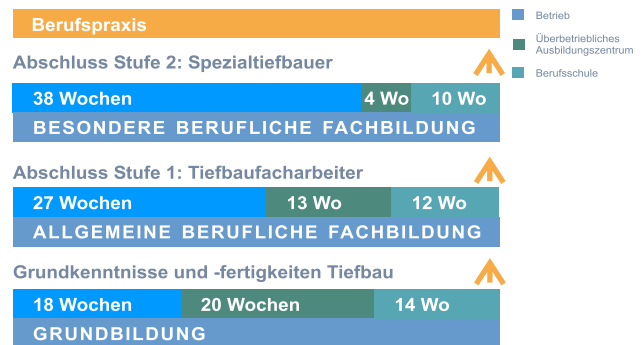 Berufspraxis
Abschluss Stufe 2: Spezialtiefbauer
38 Wochen 4 Wo 10 Wo
BESONDERE BERUFLICHE FACHBILDUNG
Abschluss Stufe 1: Tiefbaufacharbeiter
27 Wochen 13 Wo 12 Wo
ALLGEMEINE BERUFLICHE FACHBILDUNG
Grundkenntnisse und -fertigkeiten Tiefbau
18 Wochen 20 Wochen 14 Wo
GRUNDBILDUNG
Betrieb
Überbetriebliches
Ausbildungszentrum
Berufsschule